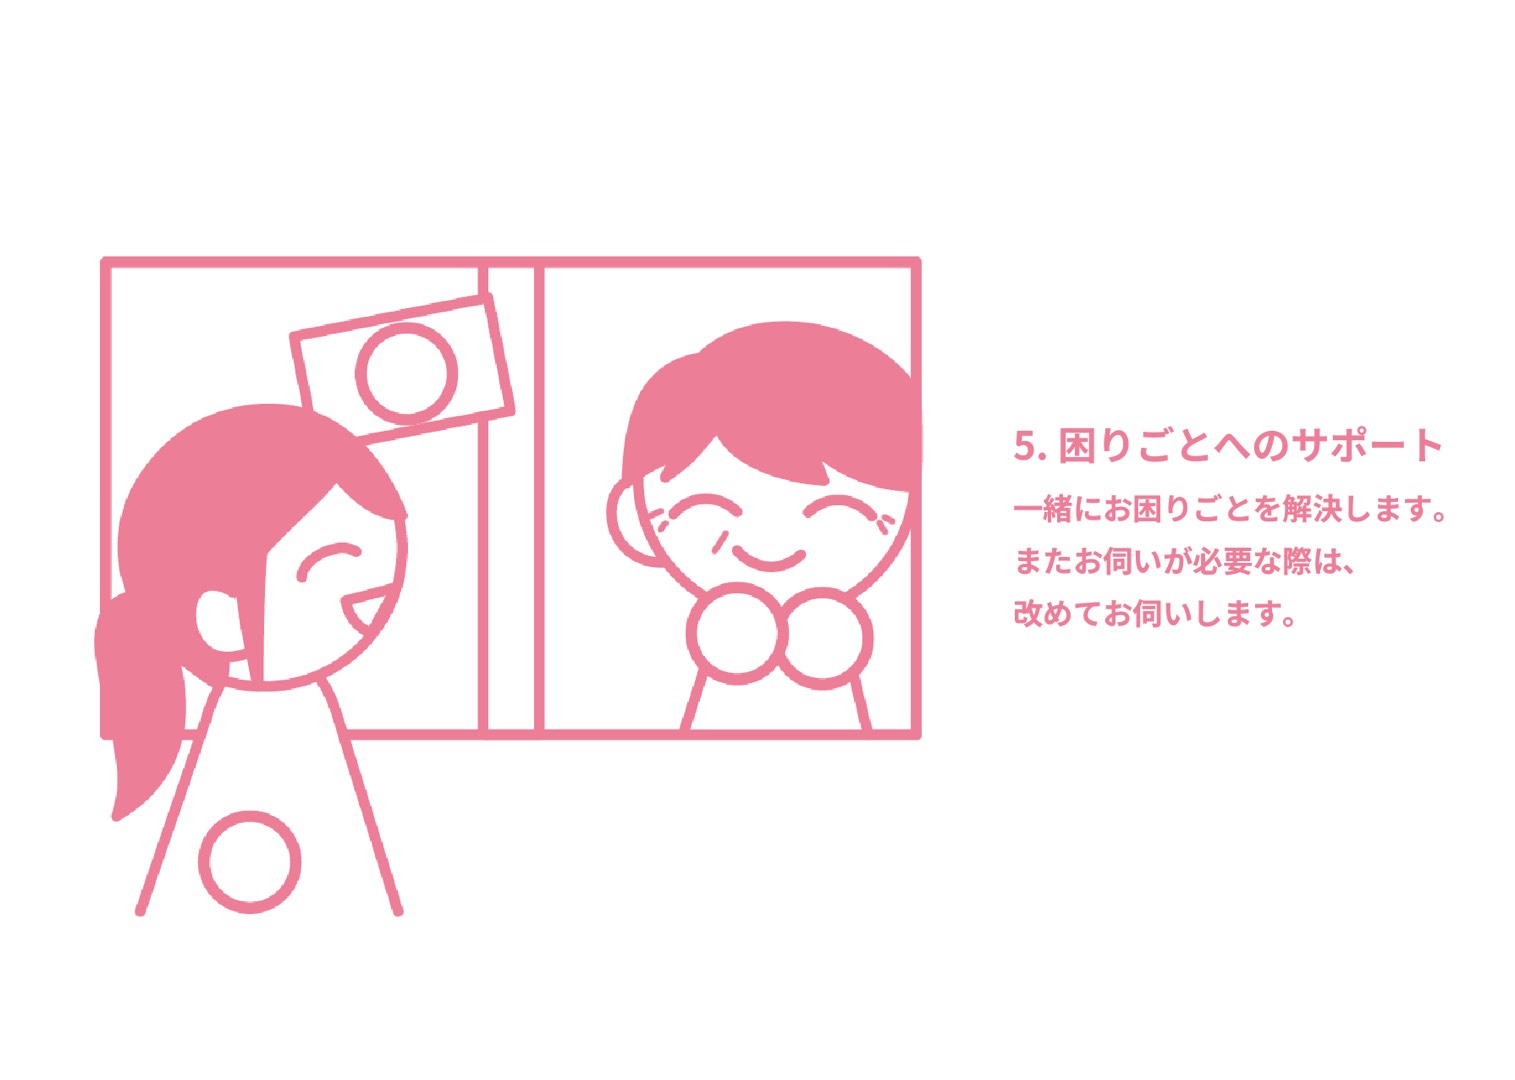 5. 困りごとへのサポート
一緒にお困りごとを解決します。
またお伺いが必要な際は、
改めてお伺いします。